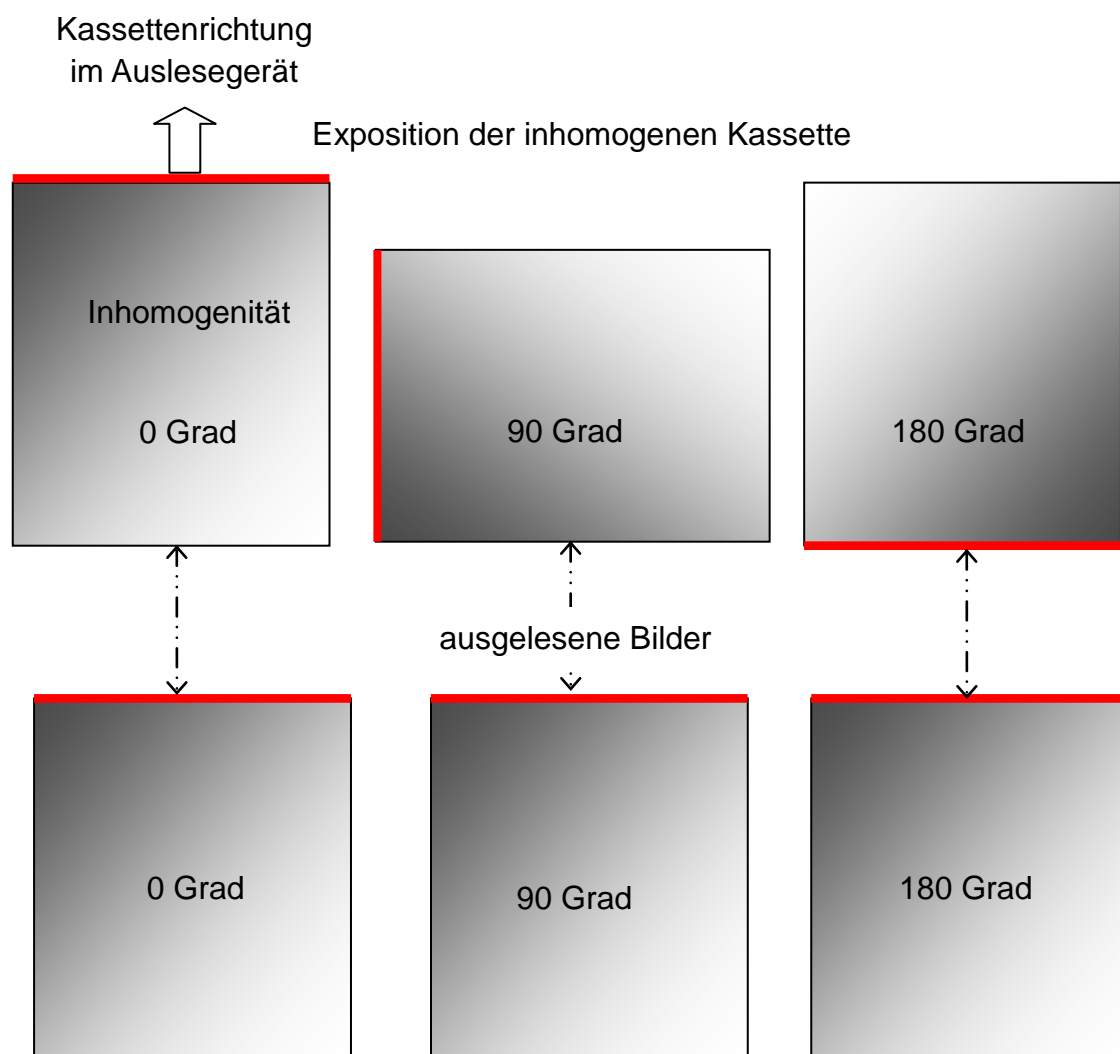 Kassettenrichtung
im Auslesegerät
Exposition der inhomogenen Kassette
Inhomogenität
0 Grad
90 Grad
180 Grad
ausgelesene Bilder
0 Grad
90 Grad
180 Grad